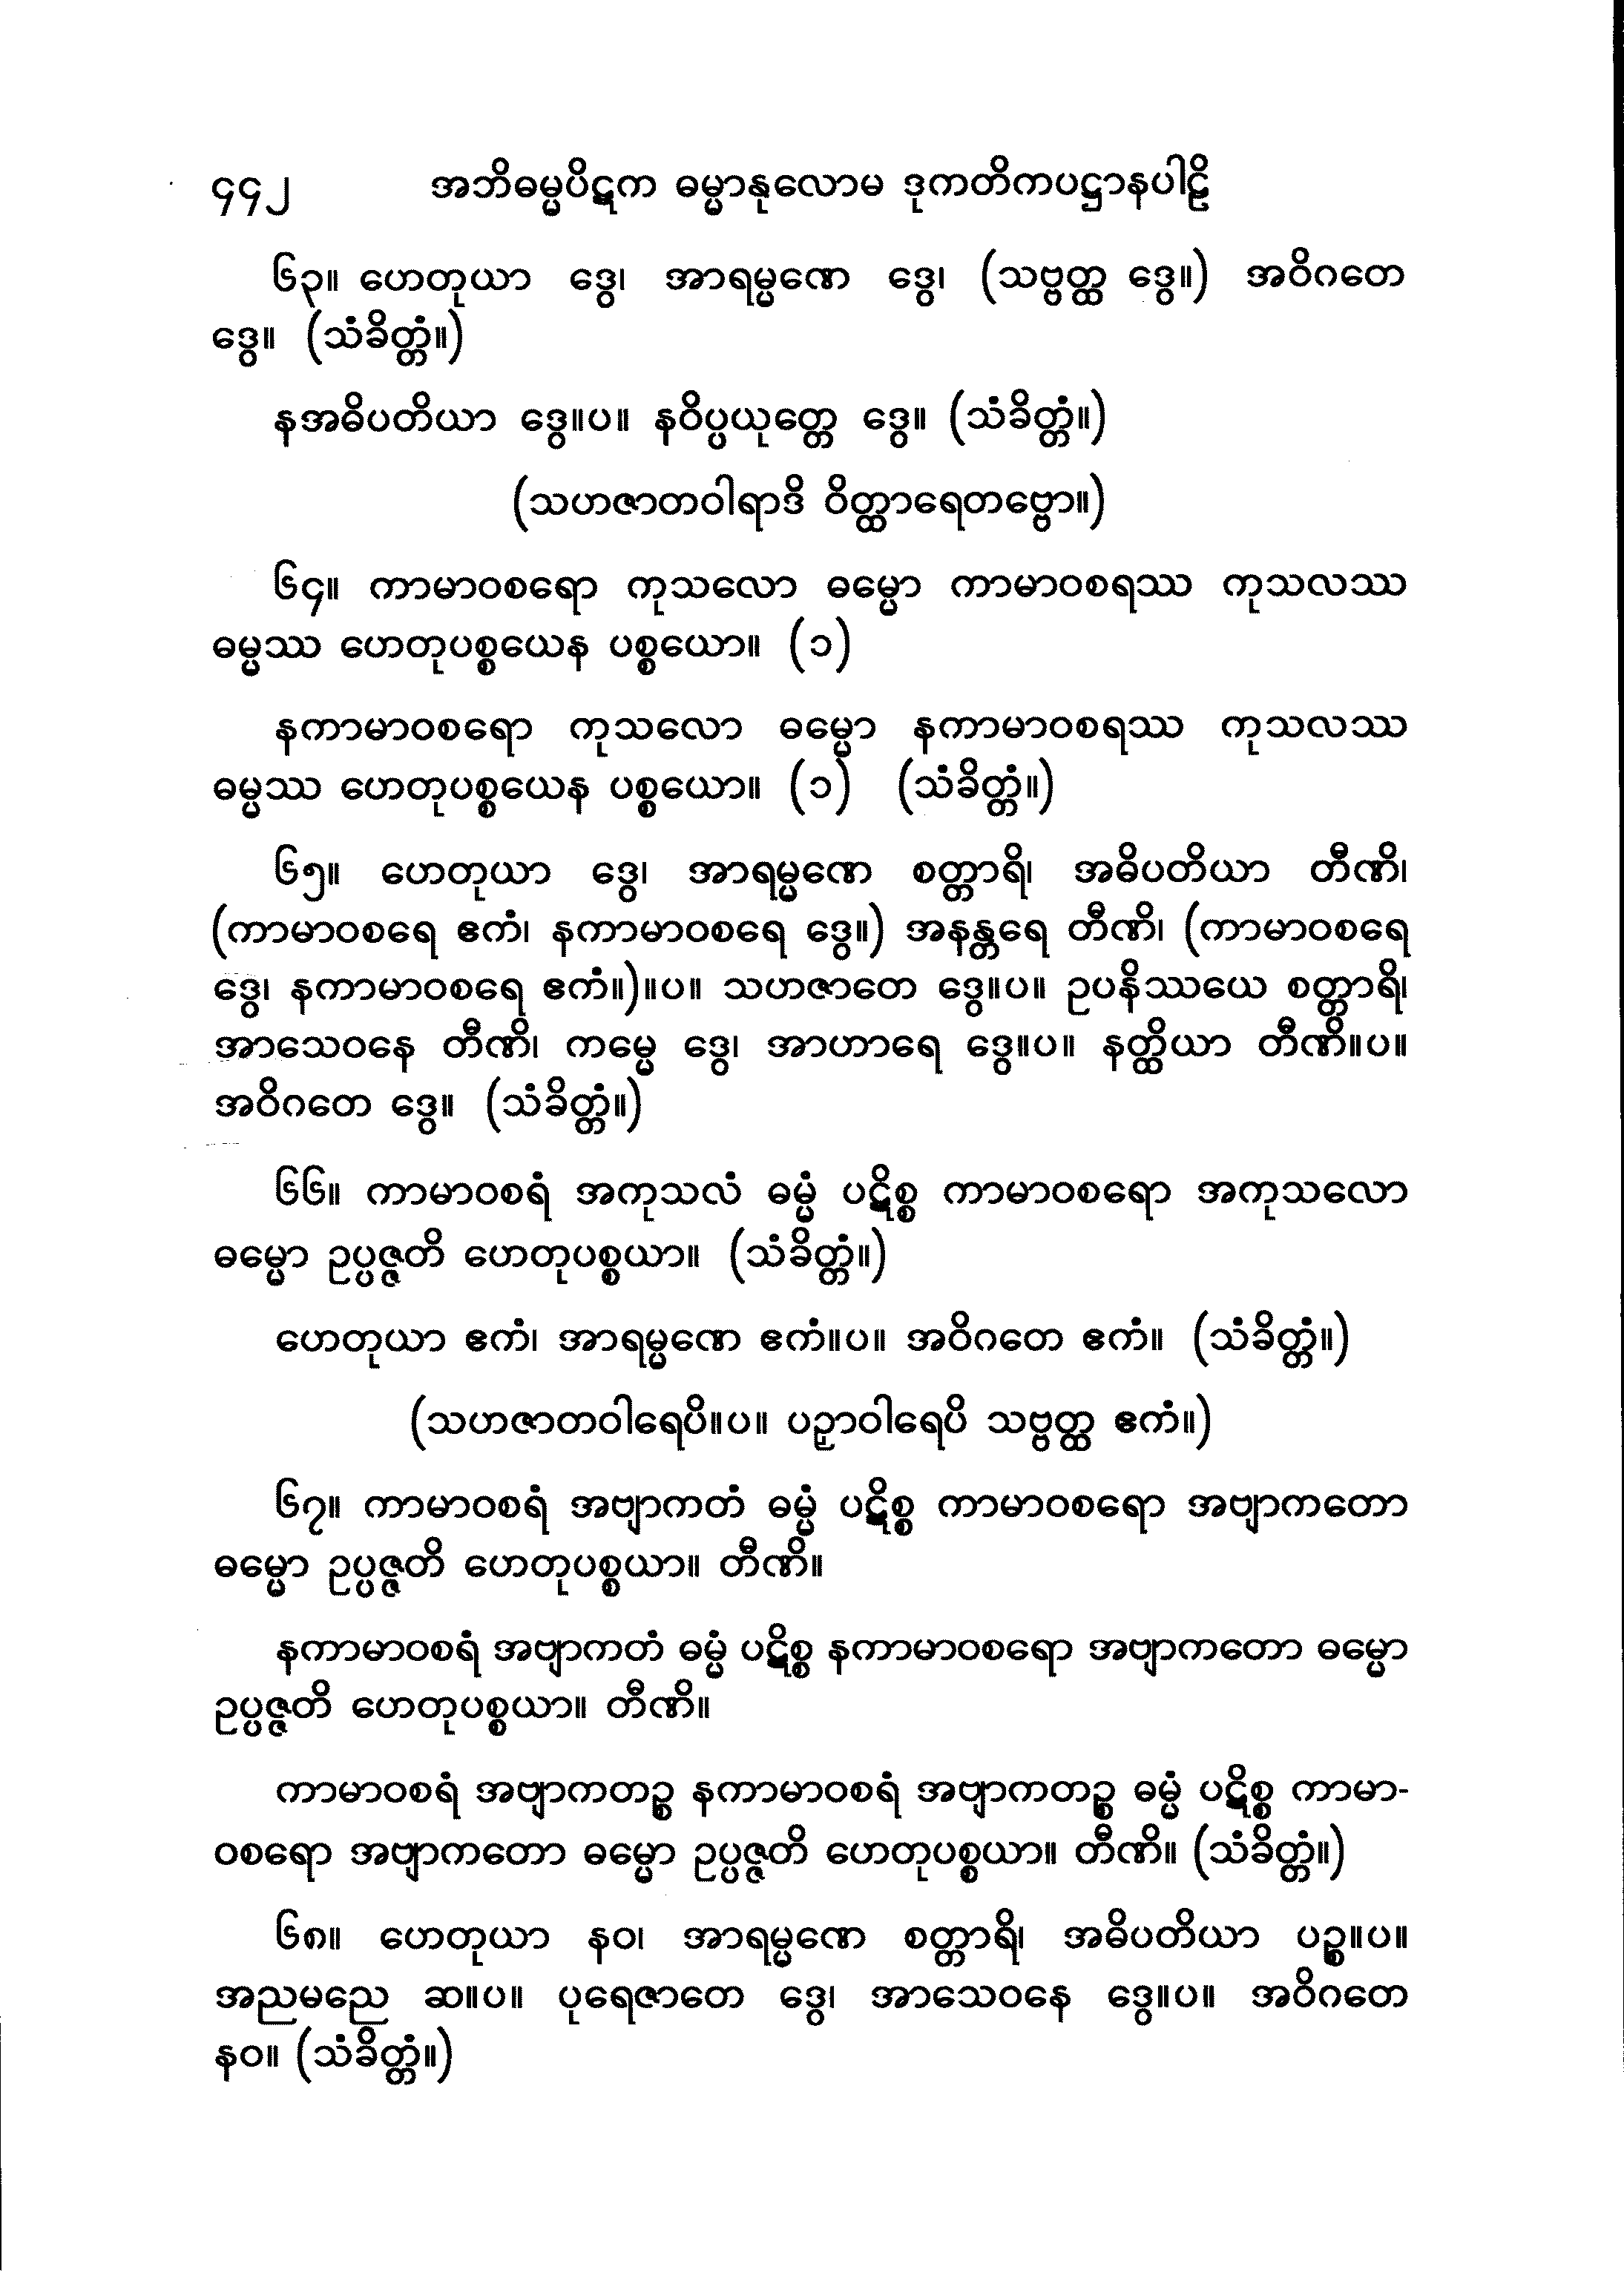 ၄၄၂ အဘိဓမ္မပိဋက ဓမ္မာနုလောမ ဒုကတိကပဋ္ဌာနပါဠိ
၆၃။ ဟေတုယာ ဒွေ၊ အာရမ္မဏေ ဒွေ၊ (သဗ္ဗတ္ထ ဒွေ။) အဝိဂတေ
ဒွေ။ (သံခိတ္တံ။)
နအဓိပတိယာ ဒွေ။ပ။ နဝိပ္ပယုတ္တေ ဒွေ။ (သံခိတ္တံ။)
(သဟဇာတဝါရာဒိ ဝိတ္ထာရေတဗ္ဗော။)
၆၄။ ကာမာဝစရော ကုသလော ဓမ္မော ကာမာဝစရဿ ကုသလဿ
ဓမ္မဿ ဟေတုပစ္စယေန ပစ္စယော။ (၁)
နကာမာဝစရော ကုသလော ဓမ္မော နကာမာဝစရဿ ကုသလဿ
ဓမ္မဿ ဟေတုပစ္စယေန ပစ္စယော။ (၁) (သံခိတ္တံ။)
၆၅။ ဟေတုယာ ဒွေ၊ အာရမ္မဏေ စတ္တာရိ၊ အဓိပတိယာ တီဏိ၊
(ကာမာဝစရေ ဧကံ၊ နကာမာဝစရေ ဒွေ။) အနန္တရေ တီဏိ၊ (ကာမာဝစရေ
ဒွေ၊ နကာမာဝစရေ ဧကံ။)။ပ။ သဟဇာတေ ဒွေ။ပ။ ဥပနိဿယေ စတ္တာရိ၊
အာသေဝနေ တီဏိ၊ ကမ္မေ ဒွေ၊ အာဟာရေ ဒွေ။ပ။ နတ္ထိယာ တီဏိ။ပ။
အဝိဂတေ ဒွေ။ (သံခိတ္တံ။)
၆၆။ ကာမာဝစရံ အကုသလံ ဓမ္မံ ပဋိစ္စ ကာမာဝစရော အကုသလော
ဓမ္မော ဥပ္ပဇ္ဇတိ ဟေတုပစ္စယာ။ (သံခိတ္တံ။)
ဟေတုယာ ဧကံ၊ အာရမ္မဏေ ဧကံ။ပ။ အဝိဂတေ ဧကံ။ (သံခိတ္တံ။)
(သဟဇာတဝါရေပိ။ပ။ ပဉှာဝါရေပိ သဗ္ဗတ္ထ ဧကံ။)
၆၇။ ကာမာဝစရံ အဗျာကတံ ဓမ္မံ ပဋိစ္စ ကာမာဝစရော အဗျာကတော
ဓမ္မော ဥပ္ပဇ္ဇတိ ဟေတုပစ္စယာ။ တီဏိ။
နကာမာဝစရံ အဗျာကတံ ဓမ္မံ ပဋိစ္စ နကာမာဝစရော အဗျာကတော ဓမ္မော
ဥပ္ပဇ္ဇတိ ဟေတုပစ္စယာ။ တီဏိ။
ကာမာဝစရံ အဗျာကတဉ္စ နကာမာဝစရံ အဗျာကတဉ္စ ဓမ္မံ ပဋိစ္စ ကာမာ-
ဝစရော အဗျာကတော ဓမ္မော ဥပ္ပဇ္ဇတိ ဟေတုပစ္စယာ။ တီဏိ။ (သံခိတ္တံ။)
၆၈။ ဟေတုယာ နဝ၊ အာရမ္မဏေ စတ္တာရိ၊ အဓိပတိယာ ပဉ္စ။ပ။
အညမညေ ဆ။ပ။ ပုရေဇာတေ ဒွေ၊ အာသေဝနေ ဒွေ။ပ။ အဝိဂတေ
နဝ။ (သံခိတ္တံ။)